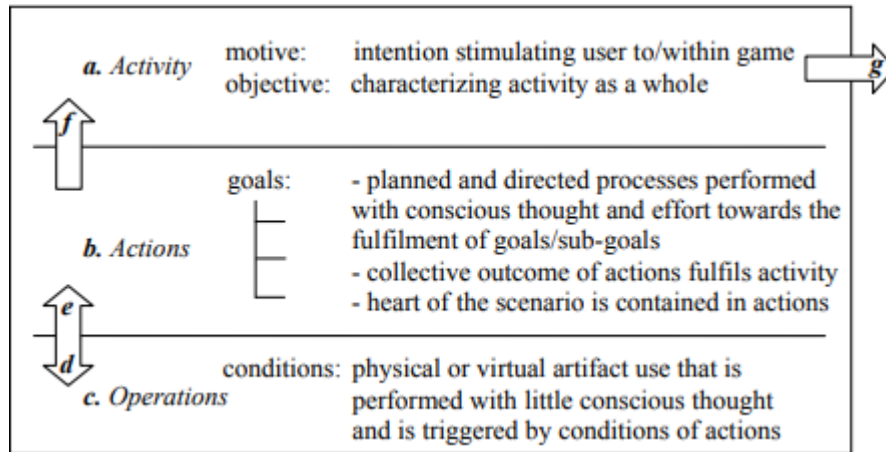 a. Activity motive: intention stimulating user to/within game
objective: characterizing activity as a whole
g
f
goals: - planned and directed processes performed
with conscious thought and effort towards the
fulfilment of goals/sub-goals
b. Actions
- collective outcome of actions fulfils activity
- heart of the scenario is contained in actions
e
d
conditions: physical or virtual artifact use that is
c. Operations performed with little conscious thought
and is triggered by conditions of actions